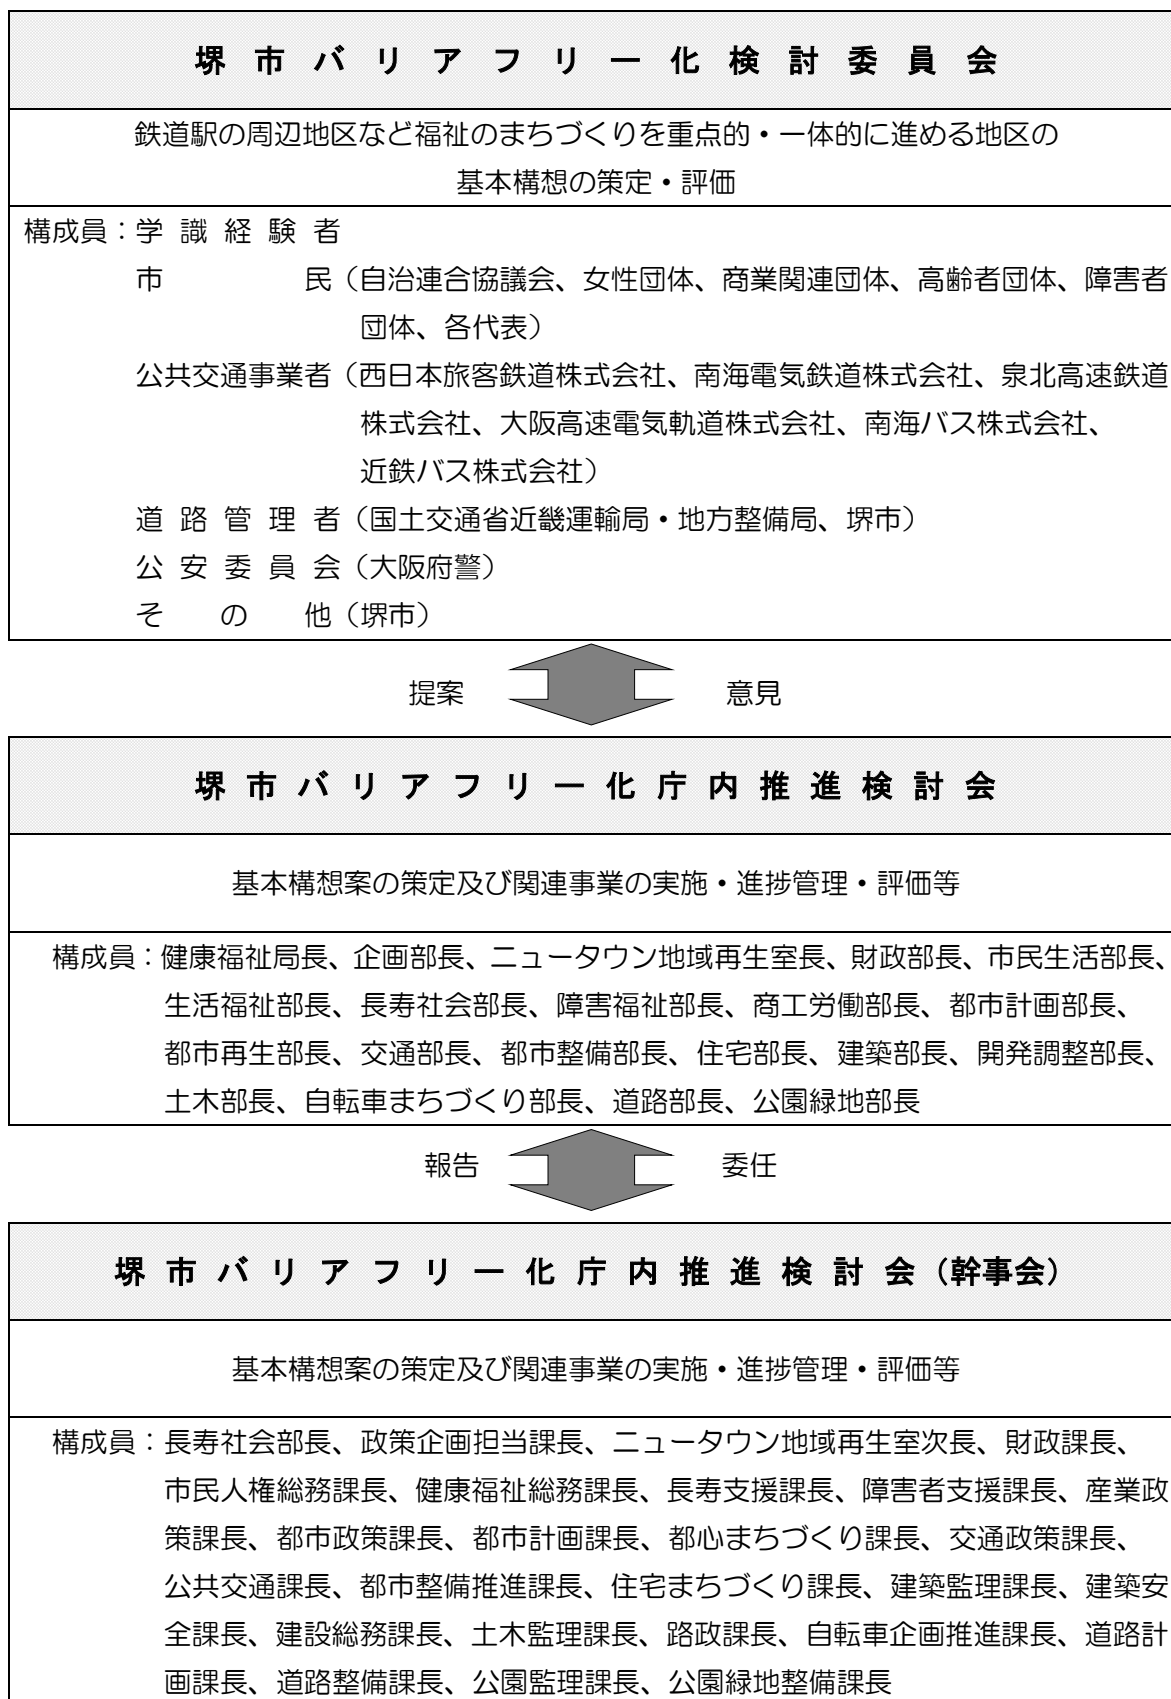 堺市バリアフリー化検討委員会
鉄道駅の周辺地区など福祉のまちづくりを重点的・一体的に進める地区の
基本構想の策定・評価
構成員：学識経験者
市民（自治連合協議会、女性団体、商業関連団体、高齢者団体、障害者
団体、各代表）
公共交通事業者（西日本旅客鉄道株式会社、南海電気鉄道株式会社、泉北高速鉄道
株式会社、大阪高速電気軌道株式会社、南海バス株式会社、
近鉄バス株式会社）
道路管理者（国土交通省近畿運輸局・地方整備局、堺市）
公安委員会（大阪府警）
その他（堺市）
提案 意見
堺市バリアフリー化庁内推進検討会
基本構想案の策定及び関連事業の実施・進捗管理・評価等
構成員：健康福祉局長、企画部長、ニュータウン地域再生室長、財政部長、市民生活部長、
生活福祉部長、長寿社会部長、障害福祉部長、商工労働部長、都市計画部長、
都市再生部長、交通部長、都市整備部長、住宅部長、建築部長、開発調整部長、
土木部長、自転車まちづくり部長、道路部長、公園緑地部長
報告 委任
堺市バリアフリー化庁内推進検討会（幹事会）
基本構想案の策定及び関連事業の実施・進捗管理・評価等
構成員：長寿社会部長、政策企画担当課長、ニュータウン地域再生室次長、財政課長、
市民人権総務課長、健康福祉総務課長、長寿支援課長、障害者支援課長、産業政
策課長、都市政策課長、都市計画課長、都心まちづくり課長、交通政策課長、
公共交通課長、都市整備推進課長、住宅まちづくり課長、建築監理課長、建築安
全課長、建設総務課長、土木監理課長、路政課長、自転車企画推進課長、道路計
画課長、道路整備課長、公園監理課長、公園緑地整備課長